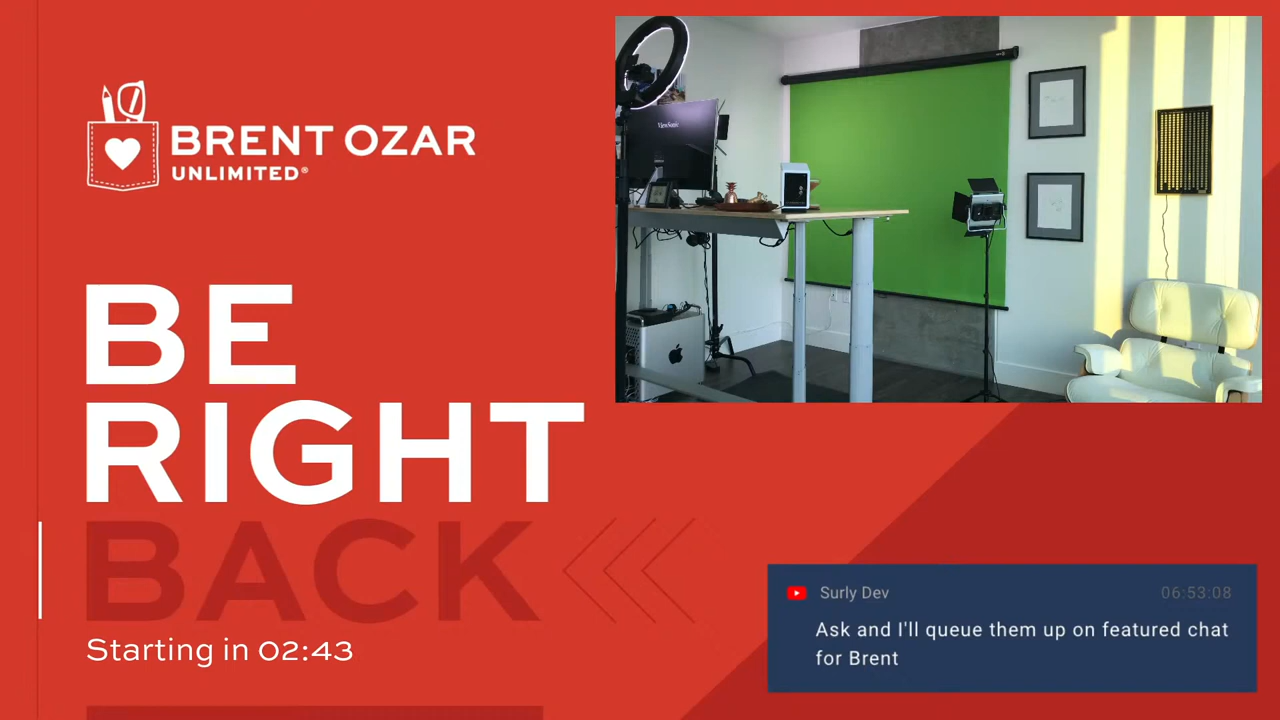 BRENT OZAR
UNLIMITED®
BE
RIGHT
BACK
Starting in 02:43
ViewSonic
Surly Dev 06:53:08
Ask and I'll queue them up on featured chat
for Brent